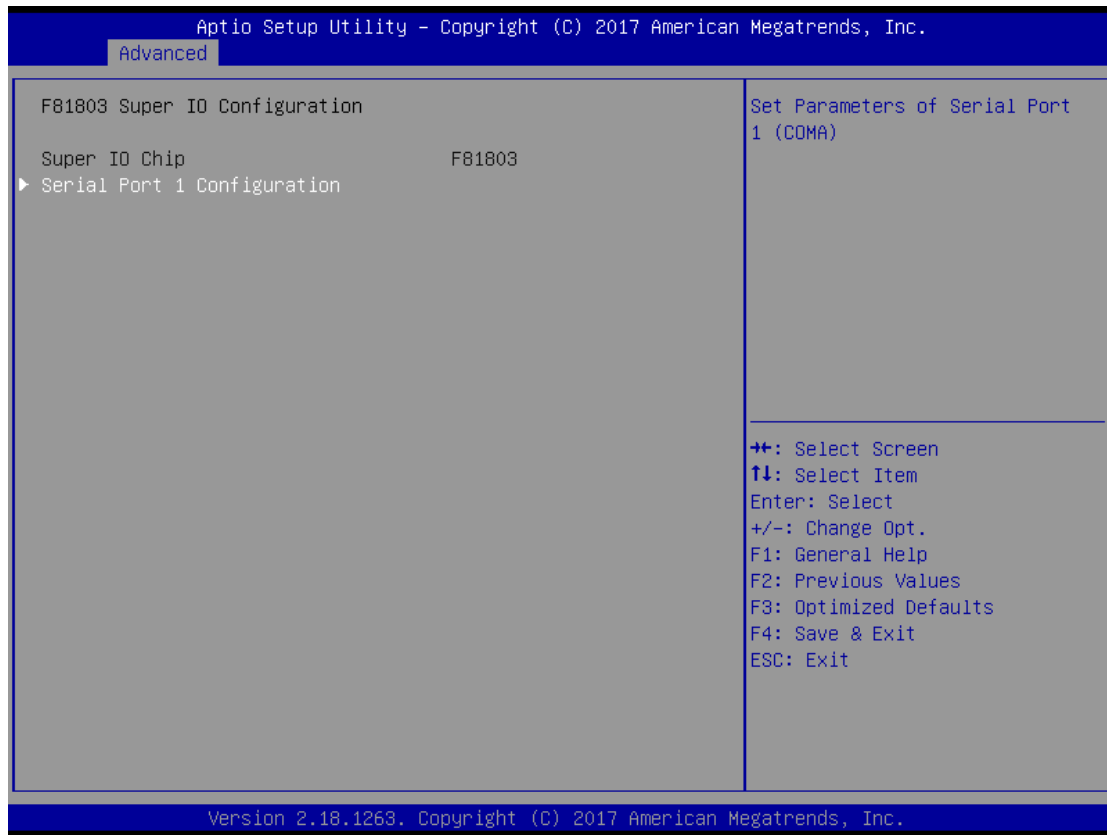 Aptio Setup Utility – Copyright (C) 2017 American Megatrends, Inc.
Advanced
F81803 Super IO Configuration
Super IO Chip F81803
▶ Serial Port 1 Configuration
Set Parameters of Serial Port
1 (COMA)
→←: Select Screen
↑↓: Select Item
Enter: Select
+/-: Change Opt.
F1: General Help
F2: Previous Values
F3: Optimized Defaults
F4: Save & Exit
ESC: Exit
Version 2.18.1263. Copyright (C) 2017 American Megatrends, Inc.